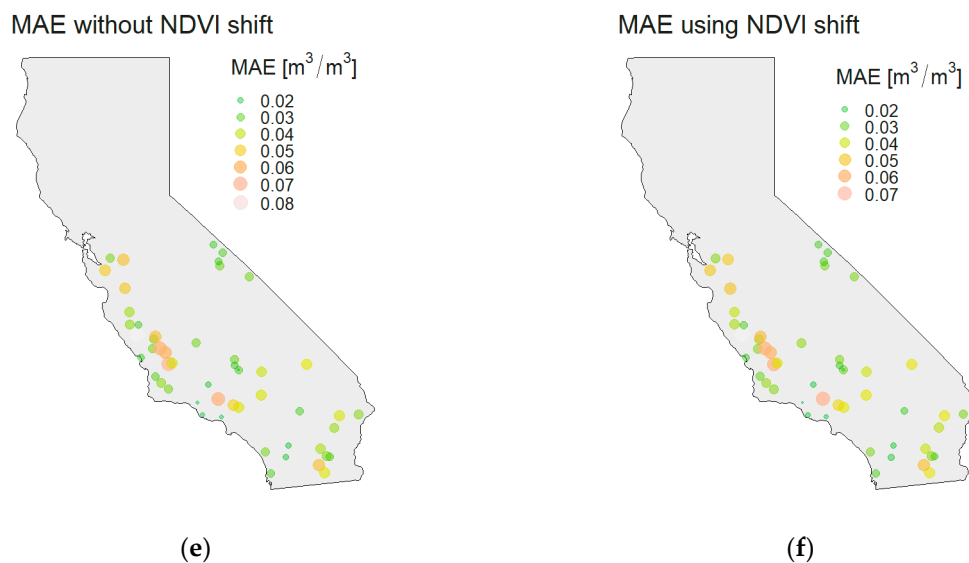 MAE without NDVI shift
MAE [m³/m³]
0.02
0.03
0.04
0.05
0.06
0.07
0.08
(e)
MAE using NDVI shift
MAE [m³/m³]
0.02
0.03
0.04
0.05
0.06
0.07
(f)